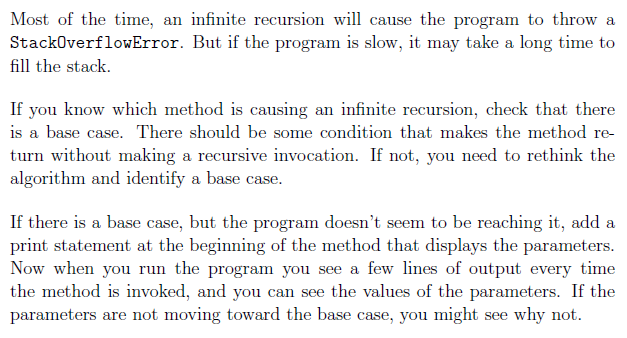 Most of the time, an infinite recursion will cause the program to throw a
StackOverflowError. But if the program is slow, it may take a long time to
fill the stack.
If you know which method is causing an infinite recursion, check that there
is a base case. There should be some condition that makes the method re-
turn without making a recursive invocation. If not, you need to rethink the
algorithm and identify a base case.
If there is a base case, but the program doesn't seem to be reaching it, add a
print statement at the beginning of the method that displays the parameters.
Now when you run the program you see a few lines of output every time
the method is invoked, and you can see the values of the parameters. If the
parameters are not moving toward the base case, you might see why not.